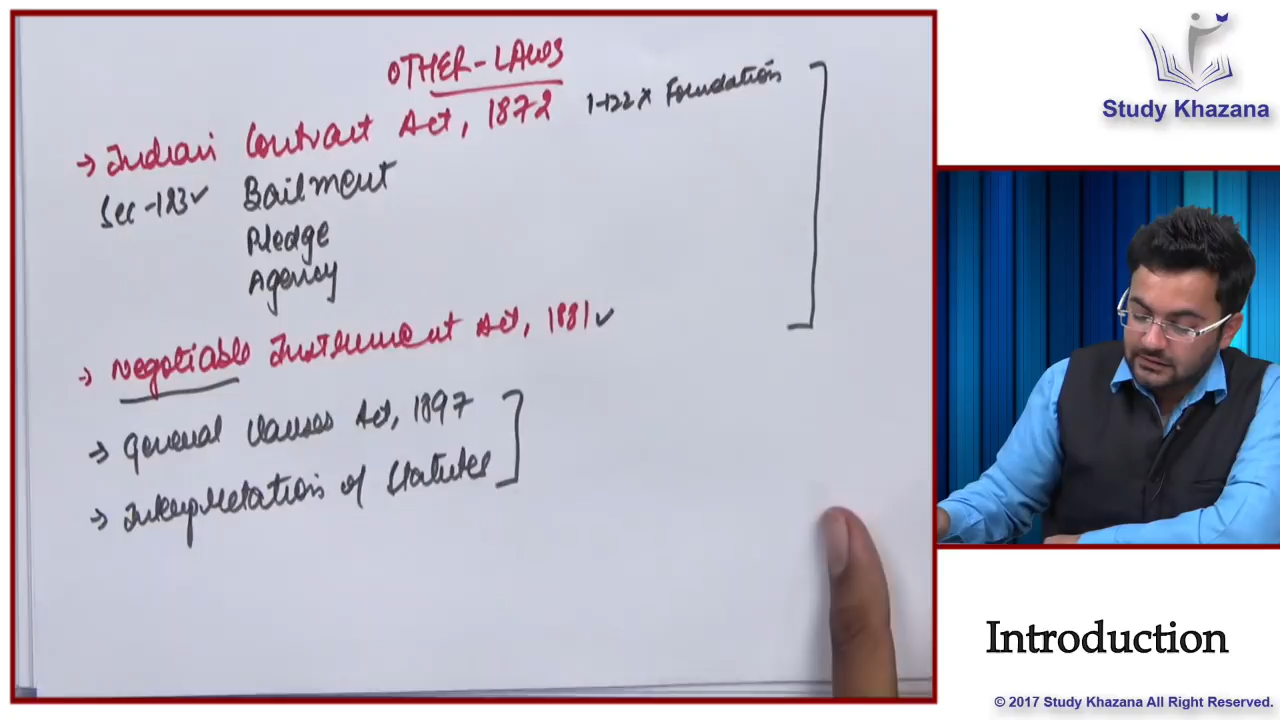 OTHER-LAWS
→ Indian Contract Act, 1872 1-122 X Foundation
Sec-123✓ Bailment
Pledge
Agency
→ Negotiable Instrument Act, 1881✓
→ General Clauses Act, 1897
→ Interpretation of Statutes
Study Khazana
Introduction
© 2017 Study Khazana All Right Reserved.